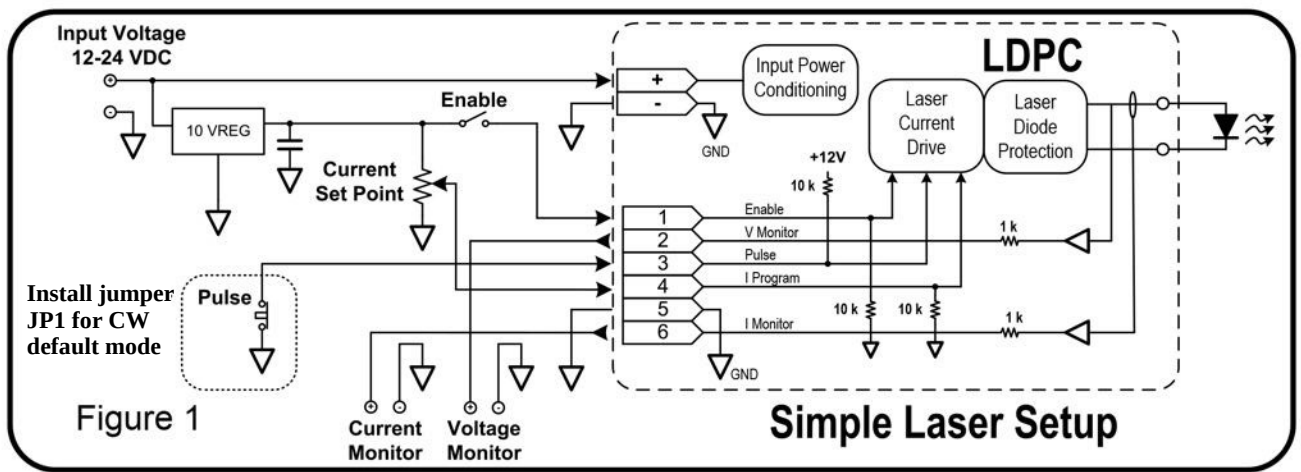 Input Voltage
12-24 VDC
10 VREG
Enable
Current
Set Point
Install jumper
JP1 for CW
default mode
Pulse
Figure 1
Current
Monitor
Voltage
Monitor
+
-
GND
Input Power
Conditioning
LDPC
Laser
Current
Drive
Laser
Diode
Protection
+12V
10 k
1
2
3
4
5
6
Enable
V Monitor
Pulse
I Program
I Monitor
1 k
10 k
10 k
1 k
GND
Simple Laser Setup